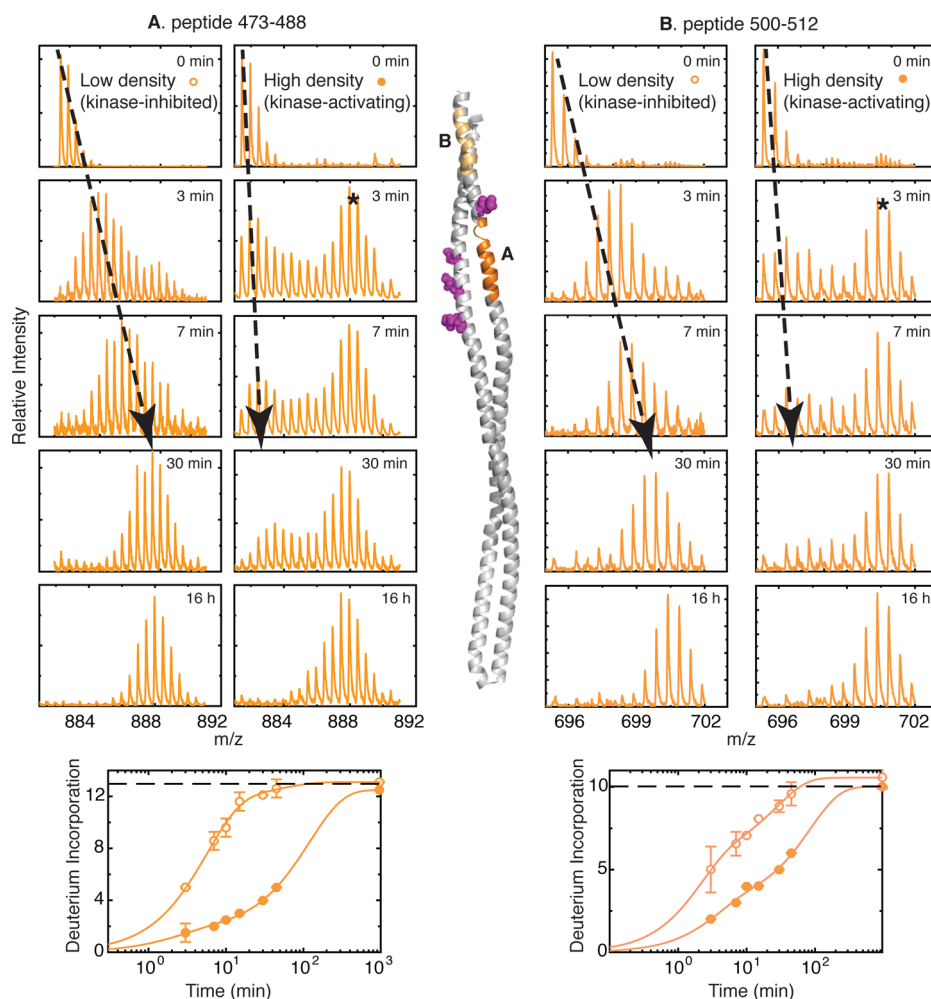 A. peptide 473-488
B. peptide 500-512
0 min
Low density
(kinase-inhibited)
0 min
High density
(kinase-activating)
0 min
Low density
(kinase-inhibited)
0 min
High density
(kinase-activating)
B
A
3 min
3 min
*
3 min
3 min
*
7 min
7 min
7 min
7 min
30 min
30 min
30 min
30 min
16 h
16 h
16 h
16 h
Relative Intensity
884 888 892
884 888 892
696 699 702
696 699 702
m/z
m/z
Deuterium Incorporation
12
8
4
0
10^0 10^1 10^2 10^3
Time (min)
Deuterium Incorporation
10
5
0
10^0 10^1 10^2
Time (min)